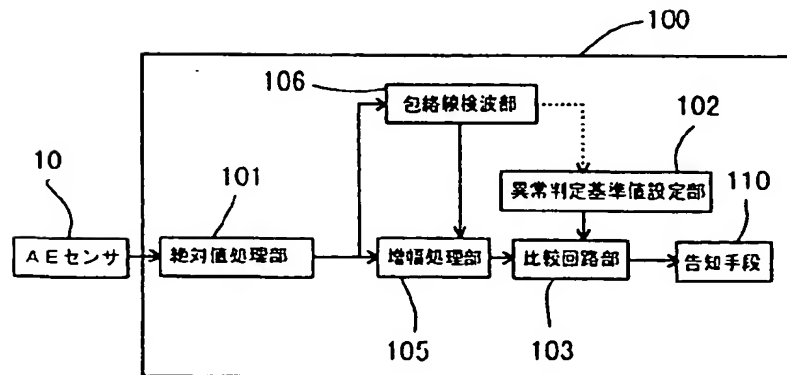 100
106
包絡線検波部
102
10
101
異常判定基準値設定部
110
AEセンサ
絶対値処理部
増幅処理部
比較回路部
告知手段
105
103